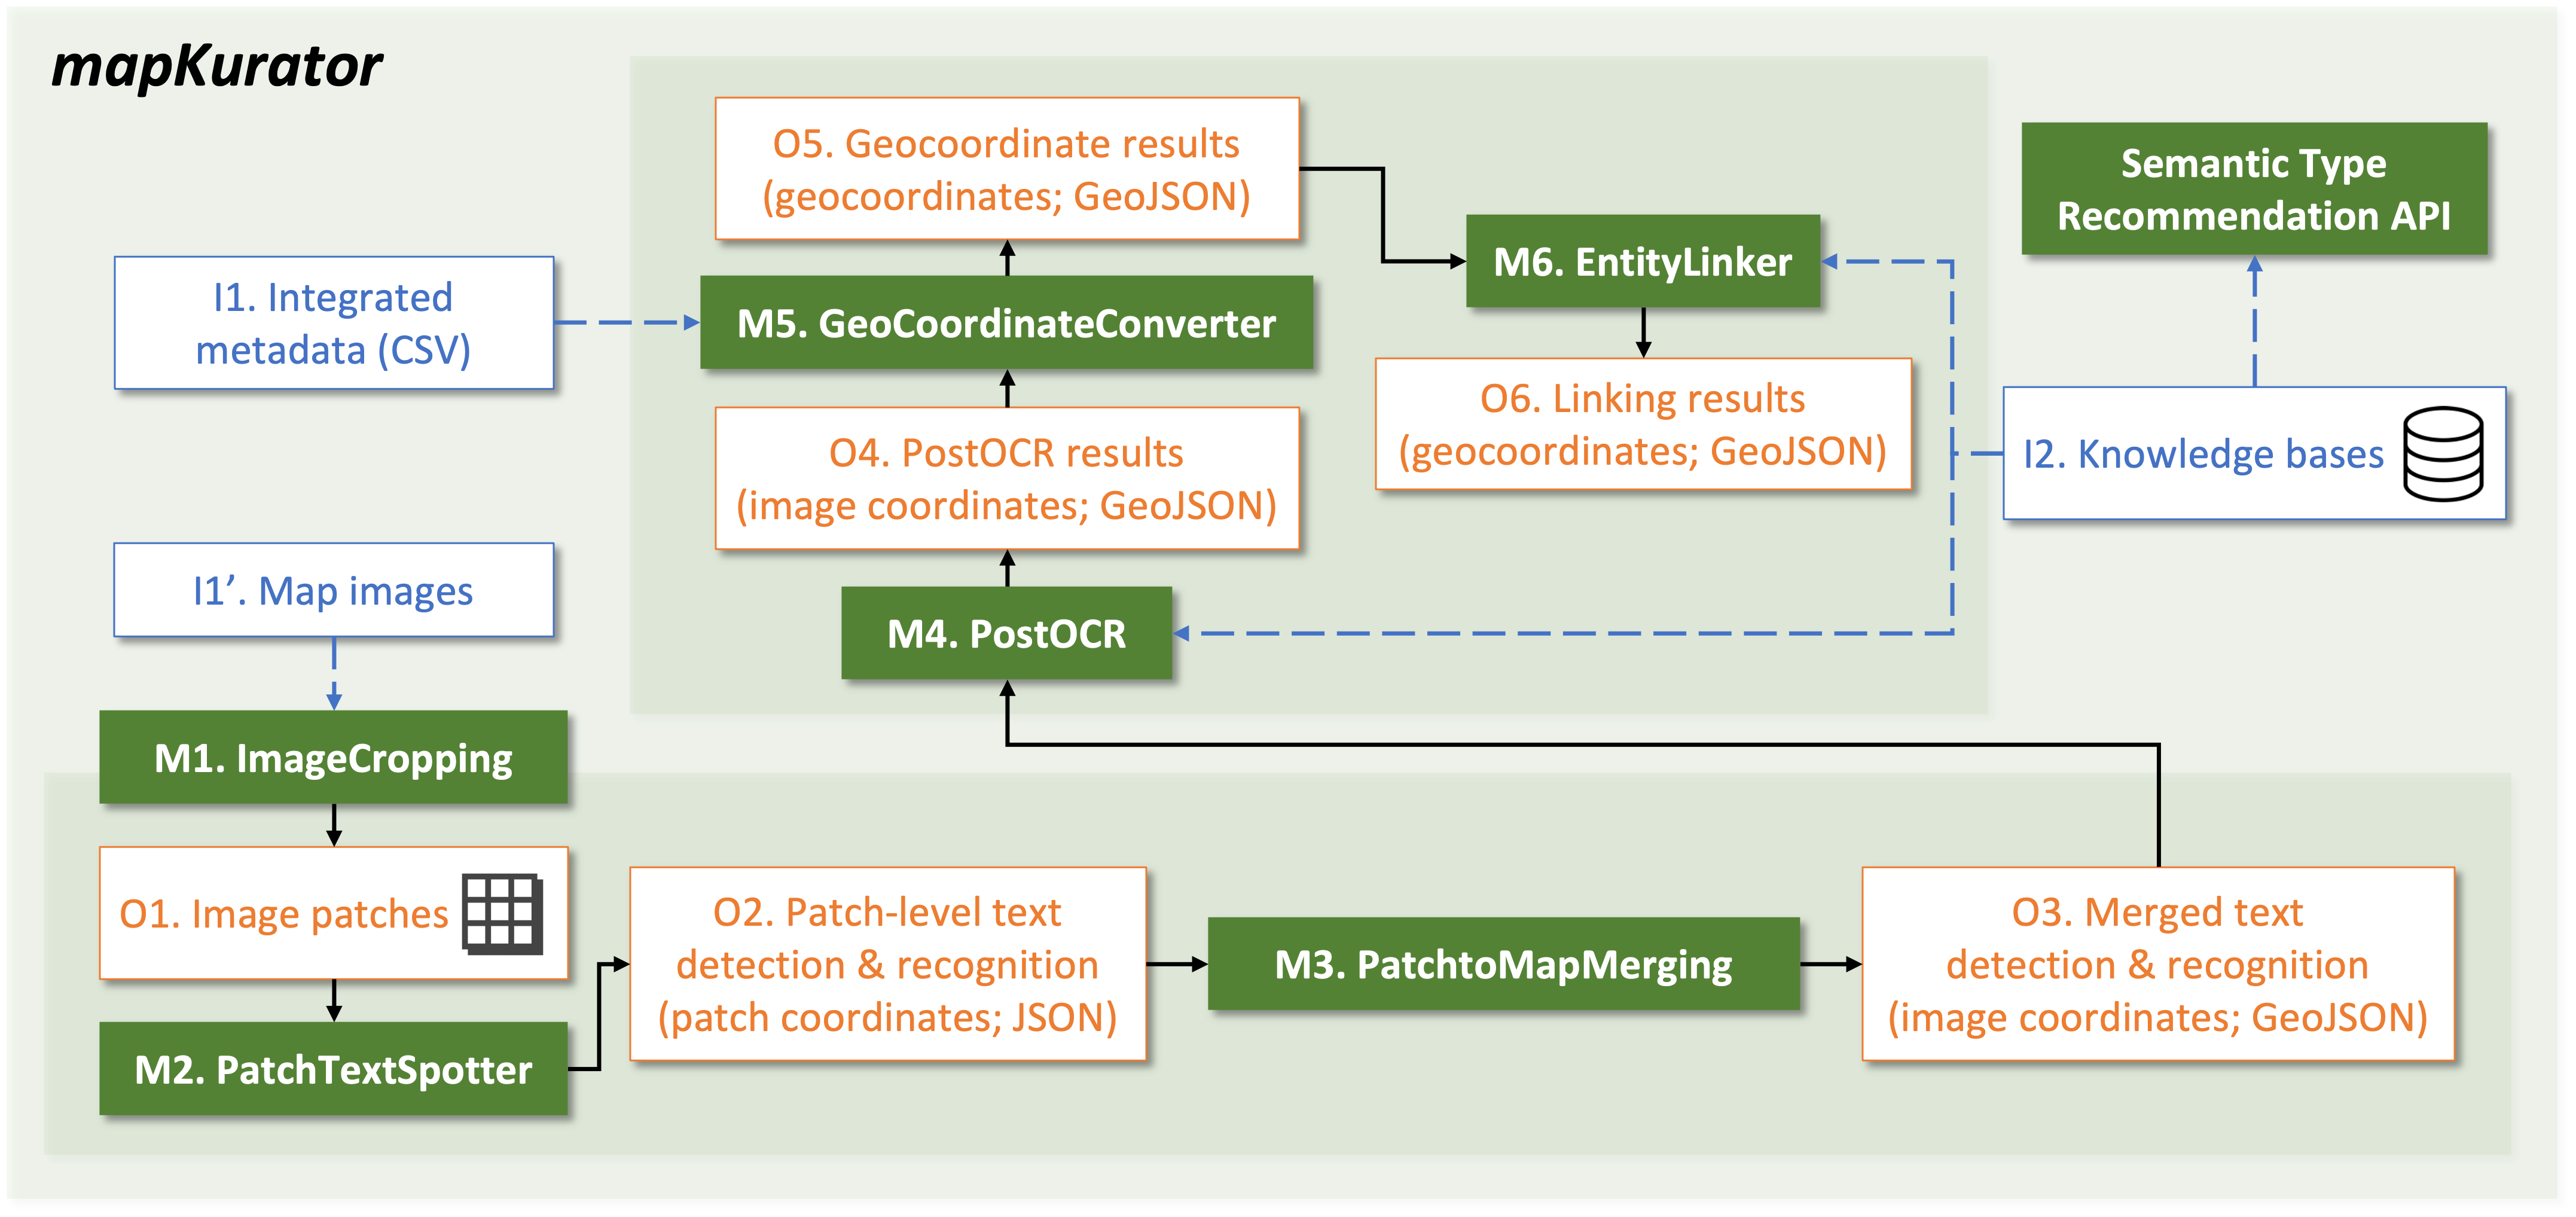 mapKurator
O5. Geocoordinate results
(geocoordinates; GeoJSON)
Semantic Type
Recommendation API
M6. EntityLinker
I1. Integrated
metadata (CSV)
M5. GeoCoordinateConverter
O6. Linking results
(geocoordinates; GeoJSON)
O4. PostOCR results
(image coordinates; GeoJSON)
I2. Knowledge bases
I1’. Map images
M4. PostOCR
M1. ImageCropping
O1. Image patches
M2. PatchTextSpotter
O2. Patch-level text
detection & recognition
(patch coordinates; JSON)
M3. PatchtoMapMerging
O3. Merged text
detection & recognition
(image coordinates; GeoJSON)